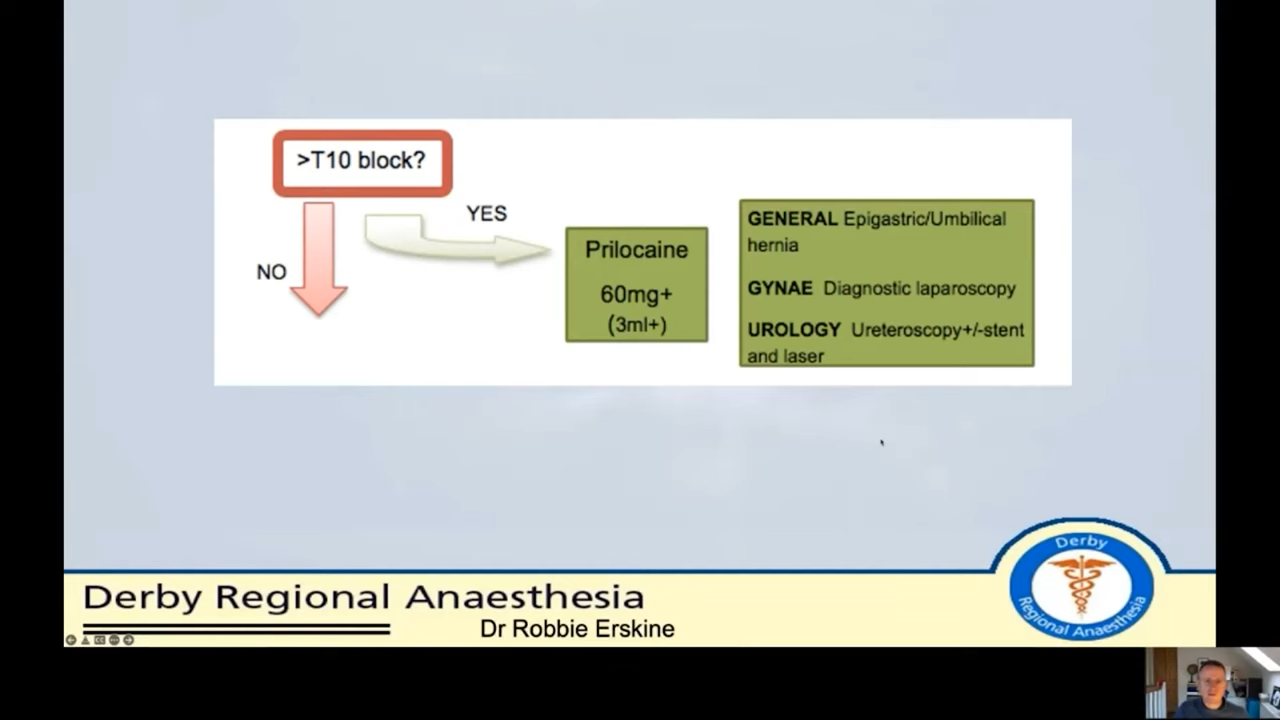 >T10 block?
YES
NO
Prilocaine
60mg+
(3ml+)
GENERAL Epigastric/Umbilical
hernia
GYNAE Diagnostic laparoscopy
UROLOGY Ureteroscopy+/-stent
and laser
Derby Regional Anaesthesia
Dr Robbie Erskine
Derby
Regional Anaesthesia